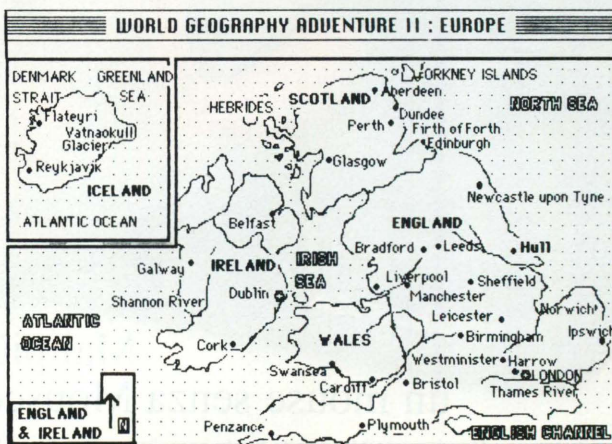 WORLD GEOGRAPHY ADVENTURE II : EUROPE
DENMARK STRAIT
GREENLAND SEA
Flateyri
Vatnaokull
Glacier
Reykjavik
ICELAND
ATLANTIC OCEAN
ORKNEY ISLANDS
HEBRIDES
SCOTLAND
Aberdeen
NORTH SEA
Dundee
Perth
Firth of Forth
Edinburgh
Glasgow
Newcastle upon Tyne
Belfast
ENGLAND
Bradford
Leeds
Hull
Galway
IRELAND
IRISH
SEA
Liverpool
Manchester
Sheffield
Shannon River
Dublin
Norwich
ATLANTIC
OCEAN
Leicester
WALES
Birmingham
Ipswich
Cork
Swansea
Westminister
Harrow
LONDON
Cardiff
Bristol
Thames River
ENGLAND
& IRELAND
N
Penzance
Plymouth
ENGLISH CHANNEL